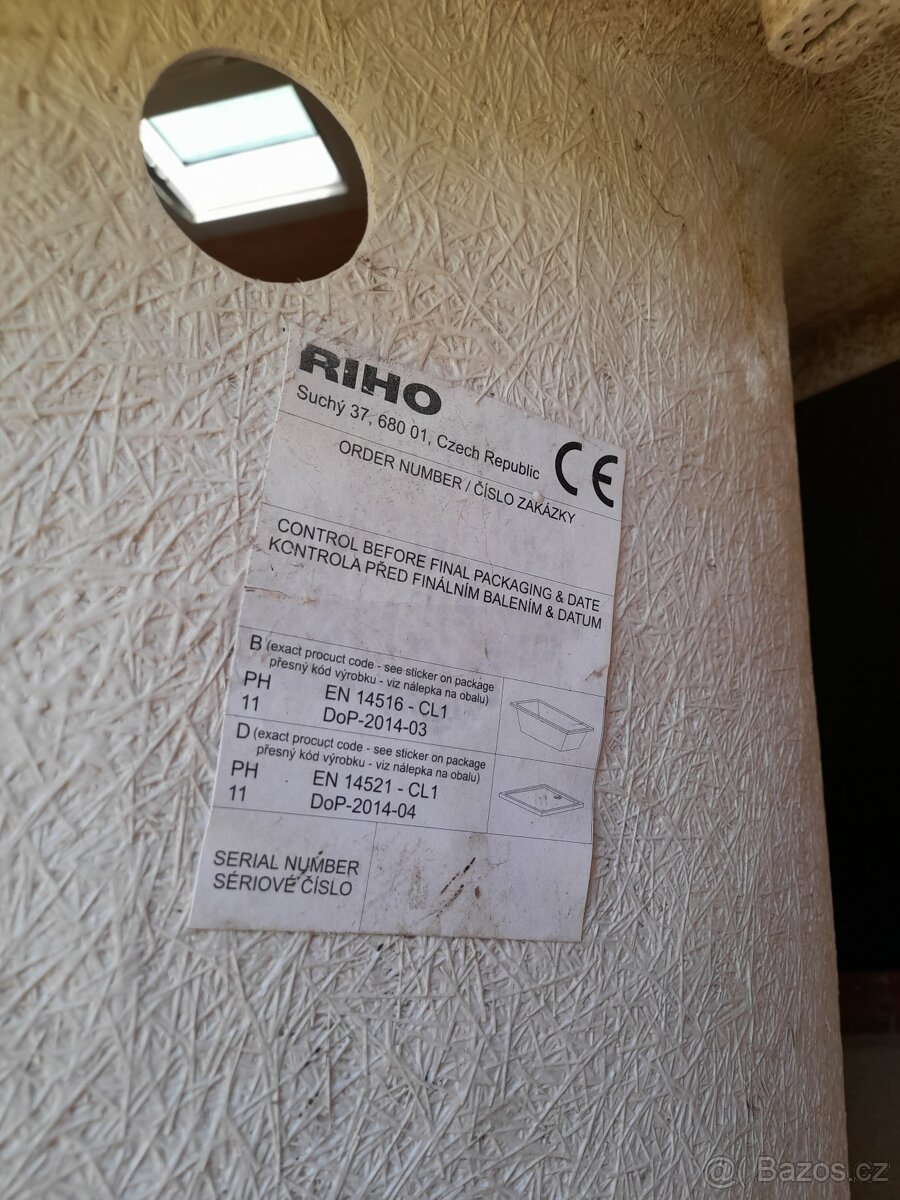 RIHO
Suchý 37, 680 01, Czech Republic
CE
ORDER NUMBER / ČÍSLO ZAKÁZKY
CONTROL BEFORE FINAL PACKAGING & DATE
KONTROLA PŘED FINÁLNÍM BALENÍM & DATUM
B (exact procuct code - see sticker on package
přesný kód výrobku - viz nálepka na obalu)
PH EN 14516 - CL1
11 DoP-2014-03
D (exact procuct code - see sticker on package
přesný kód výrobku - viz nálepka na obalu)
PH EN 14521 - CL1
11 DoP-2014-04
SERIAL NUMBER
SÉRIOVÉ ČÍSLO
@( Bazos.cz